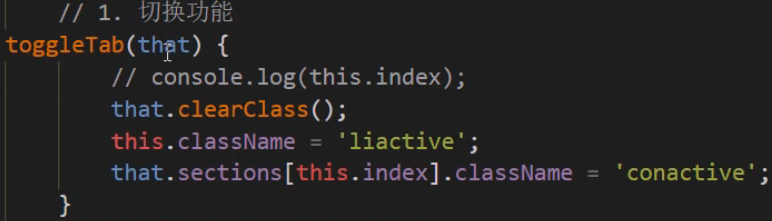 // 1. 切换功能
toggleTab(that) {
// console.log(this.index);
that.clearClass();
this.className = 'liactive';
that.sections[this.index].className = 'conactive';
}